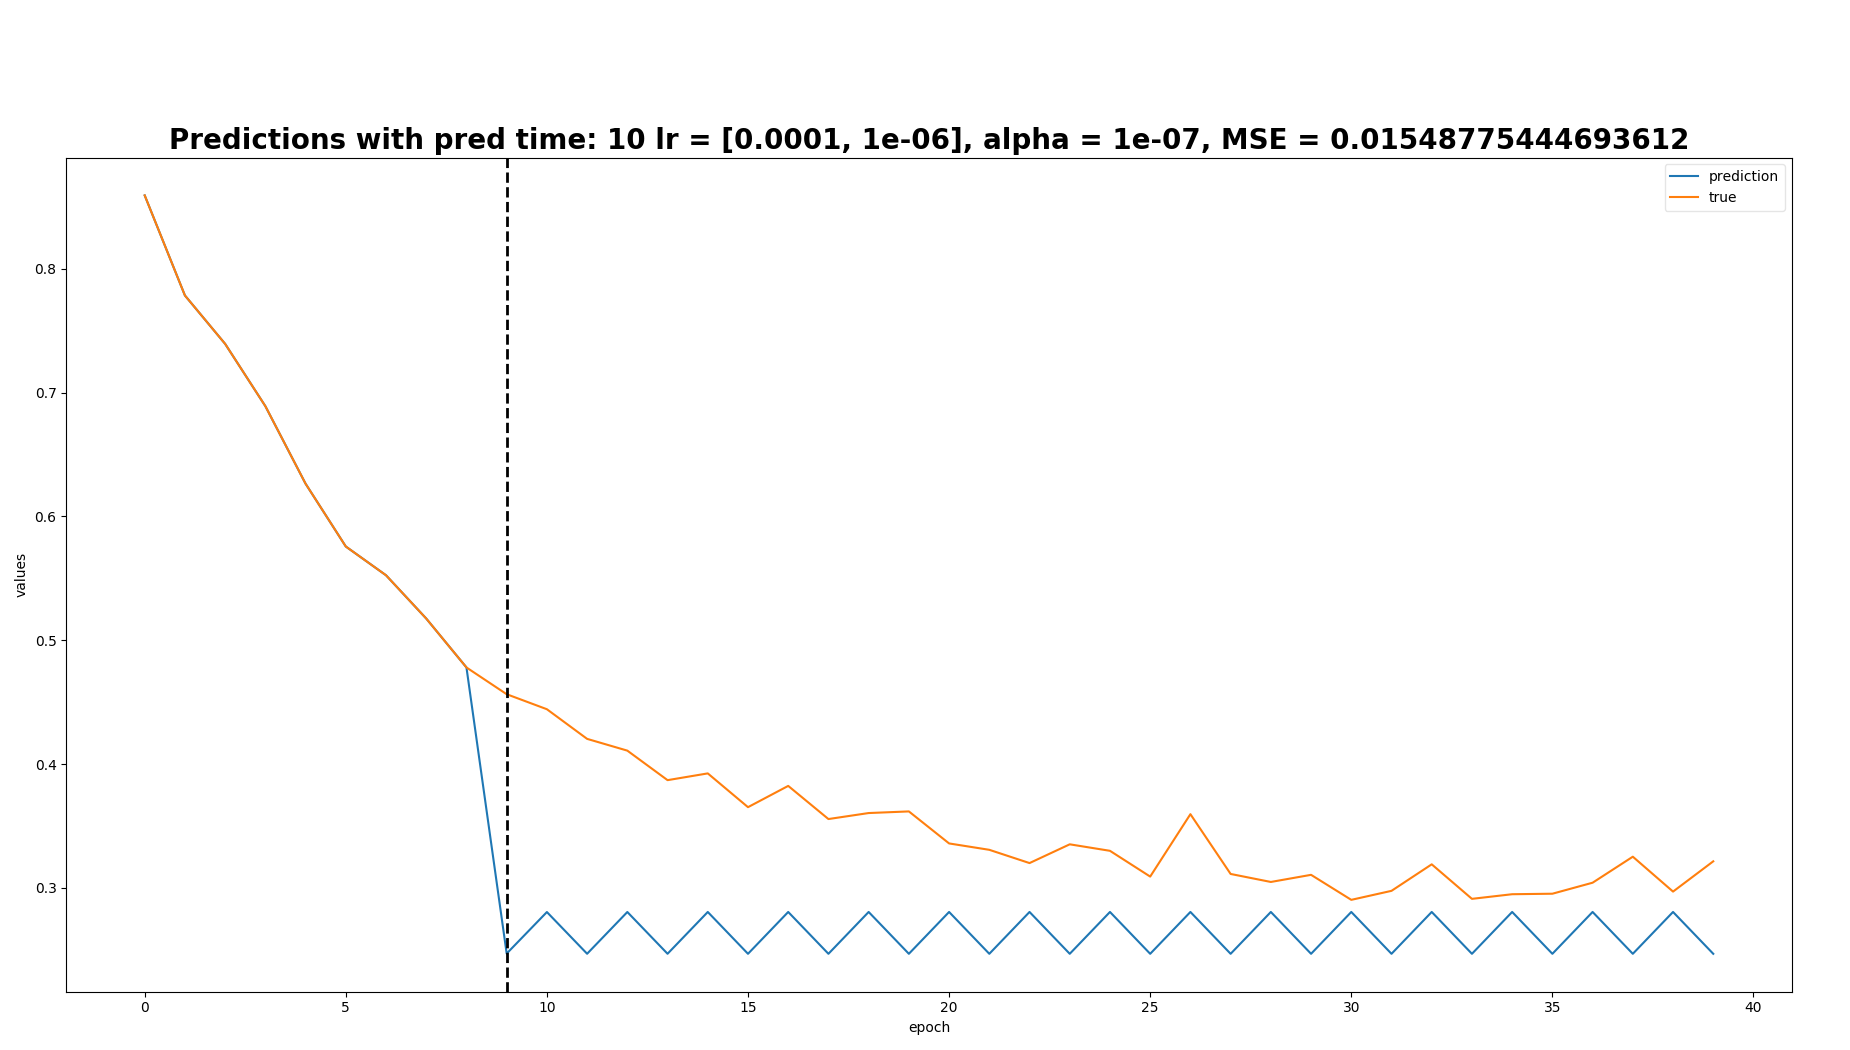 Predictions with pred time: 10 lr = [0.0001, 1e-06], alpha = 1e-07, MSE = 0.01548775444693612
prediction
true
0.8
0.7
0.6
0.5
0.4
0.3
values
0 5 10 15 20 25 30 35 40
epoch